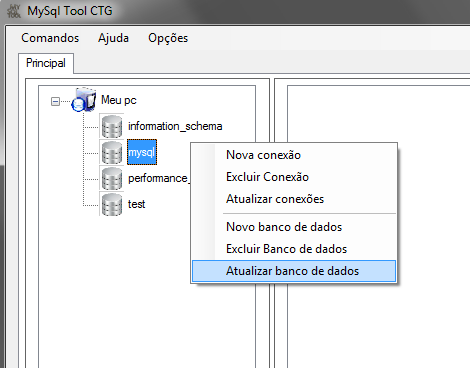 MySql Tool CTG
Comandos Ajuda Opções
Principal
Meu pc
information_schema
mysql
performance_
test
Nova conexão
Excluir Conexão
Atualizar conexões
Novo banco de dados
Excluir Banco de dados
Atualizar banco de dados